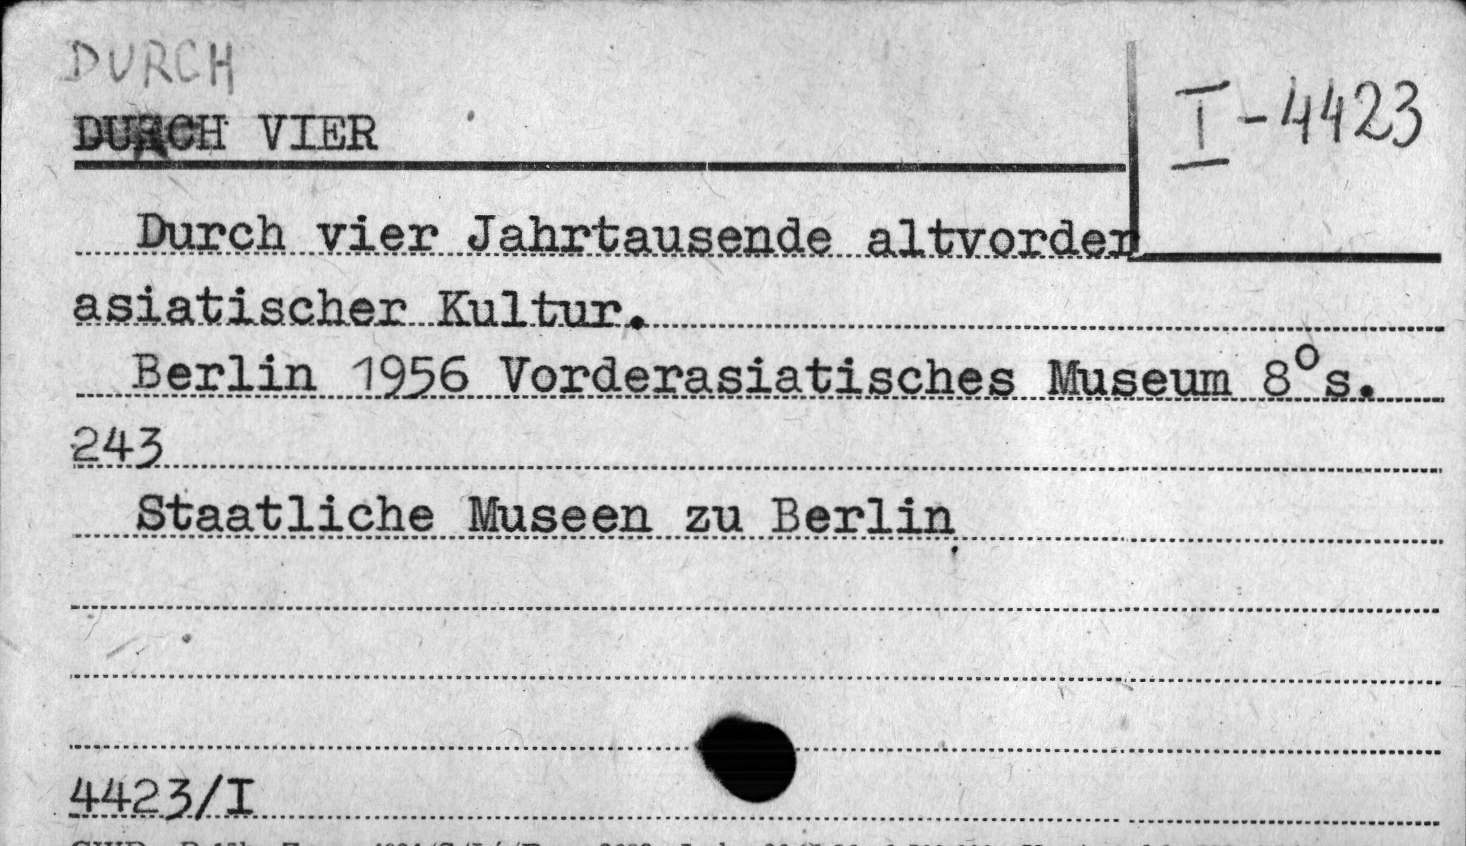 DURCH
DURCH VIER
I-4423
Durch vier Jahrtausende altvorder
asiatischer Kultur.
Berlin 1956 Vorderasiatisches Museum 8°s.
243
Staatliche Museen zu Berlin
4423/I